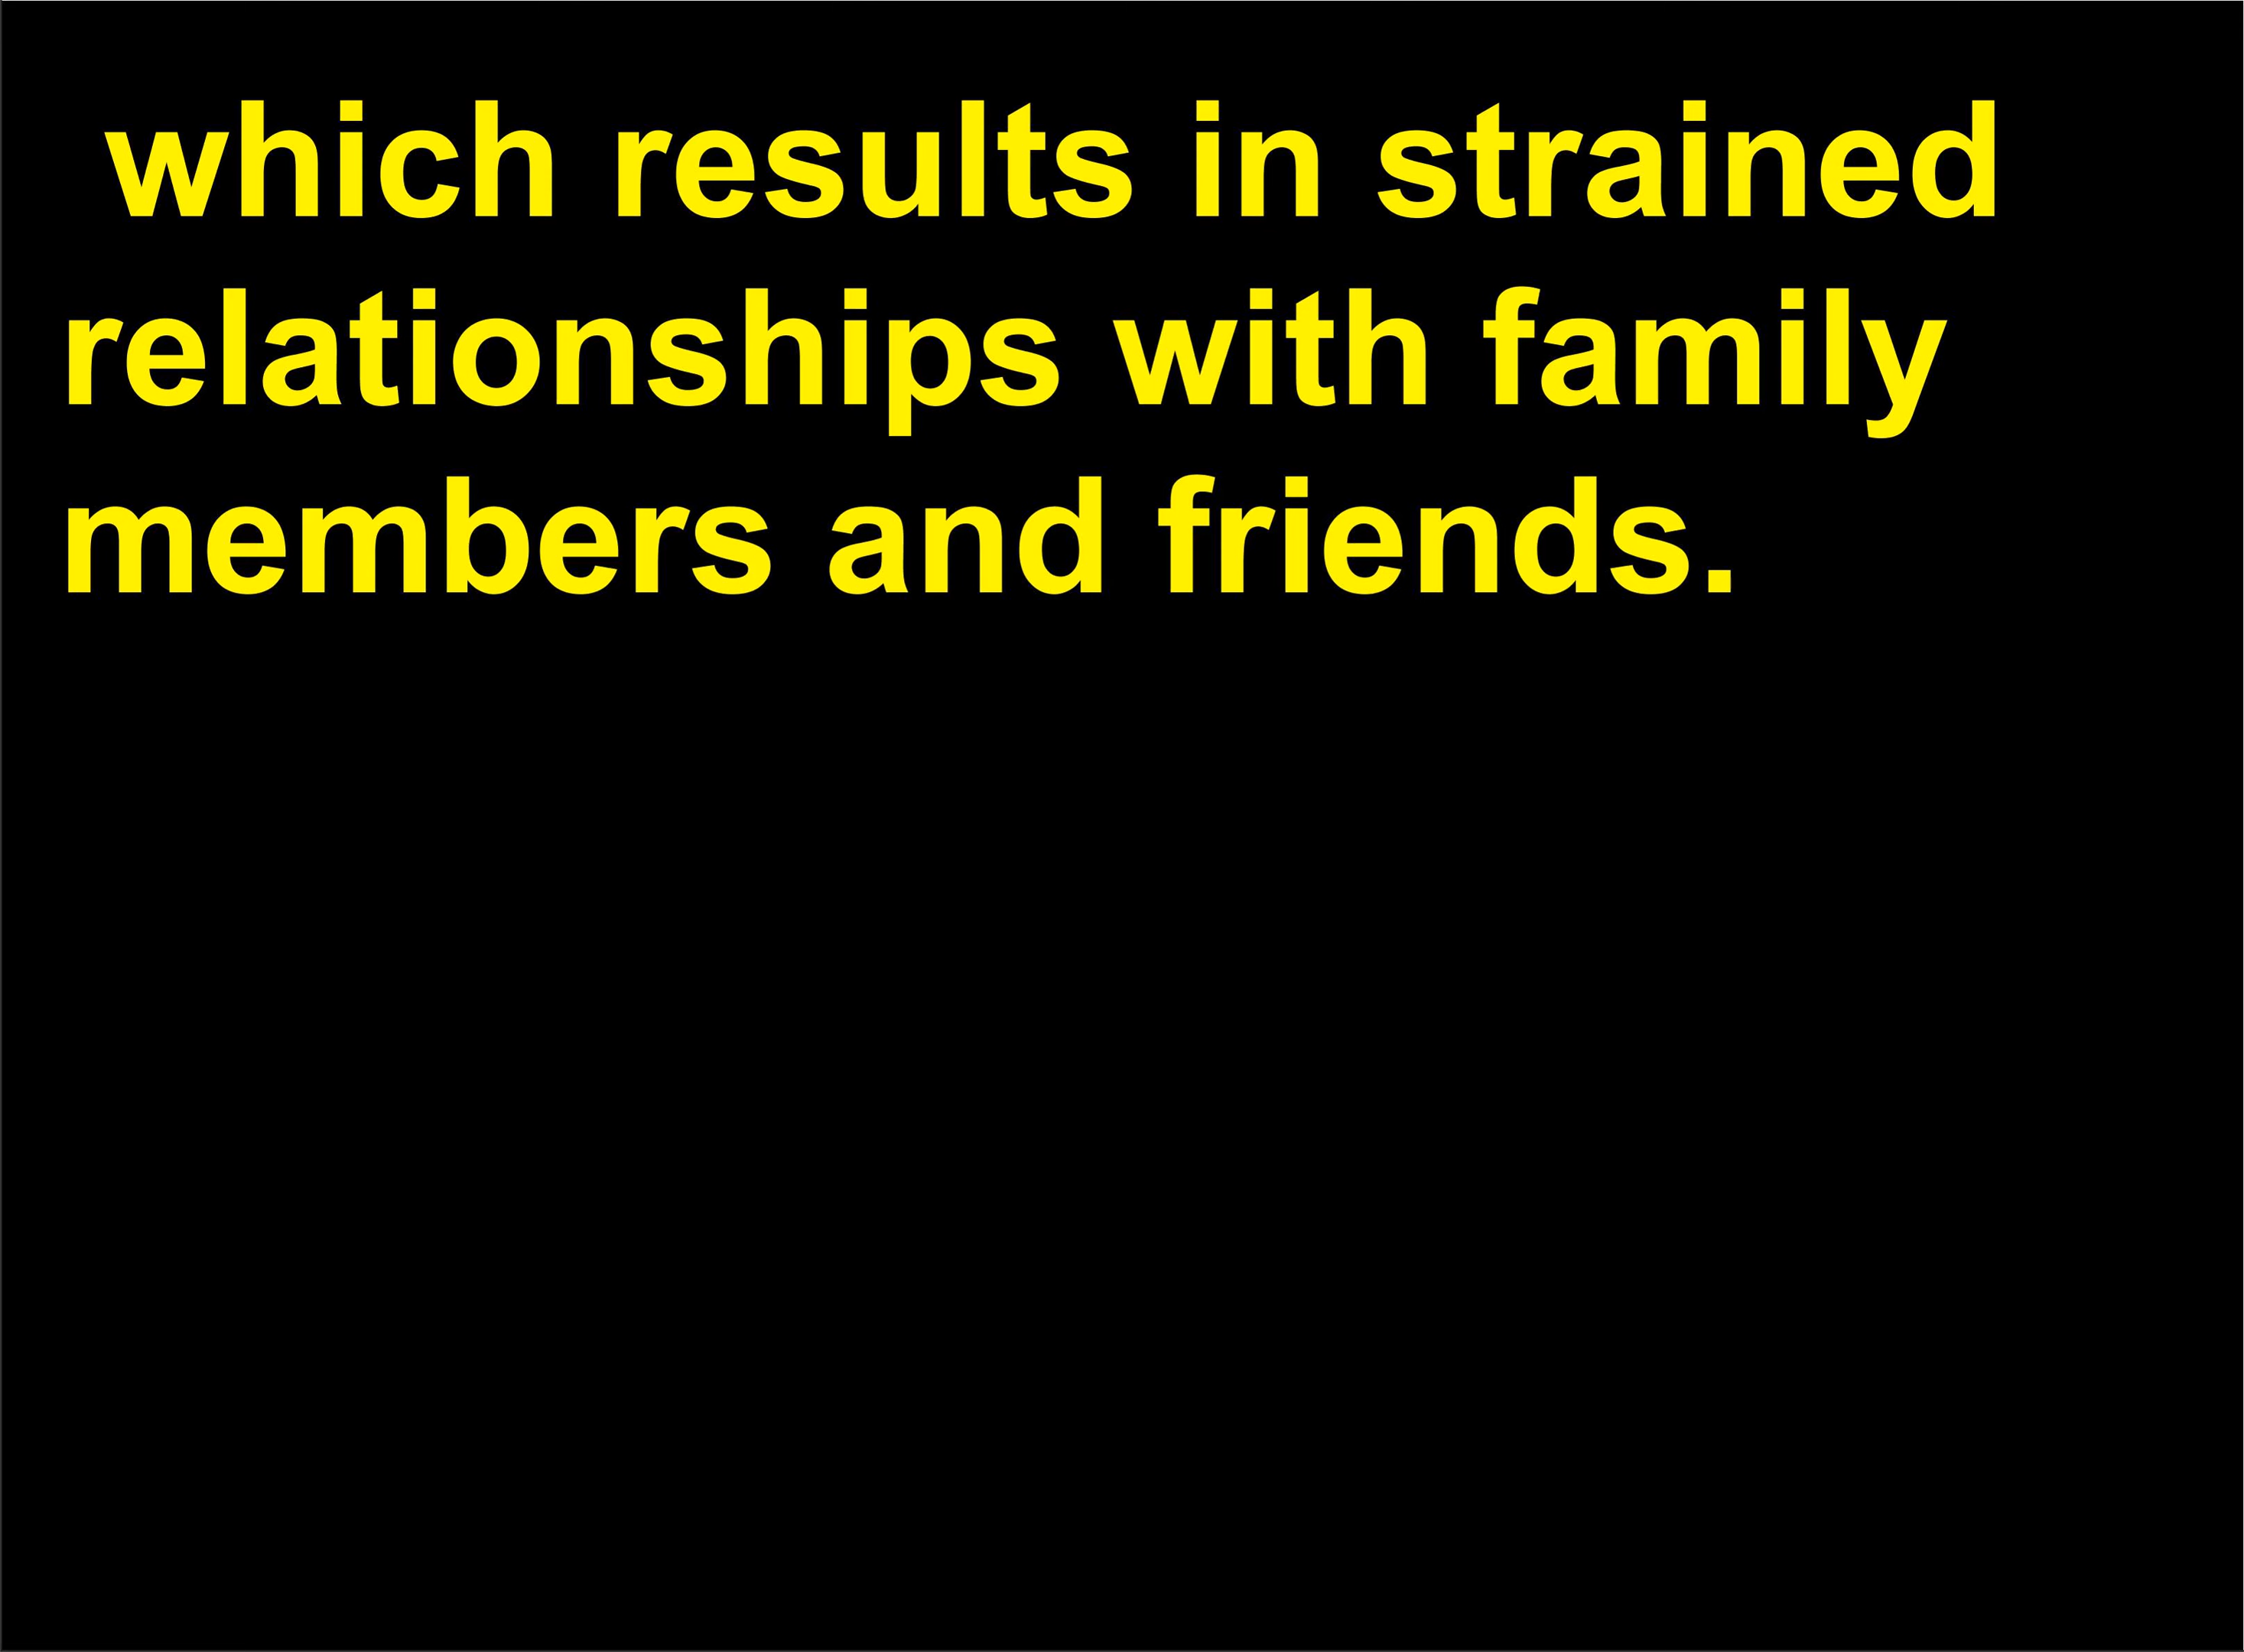 which results in strained
relationships with family
members and friends.